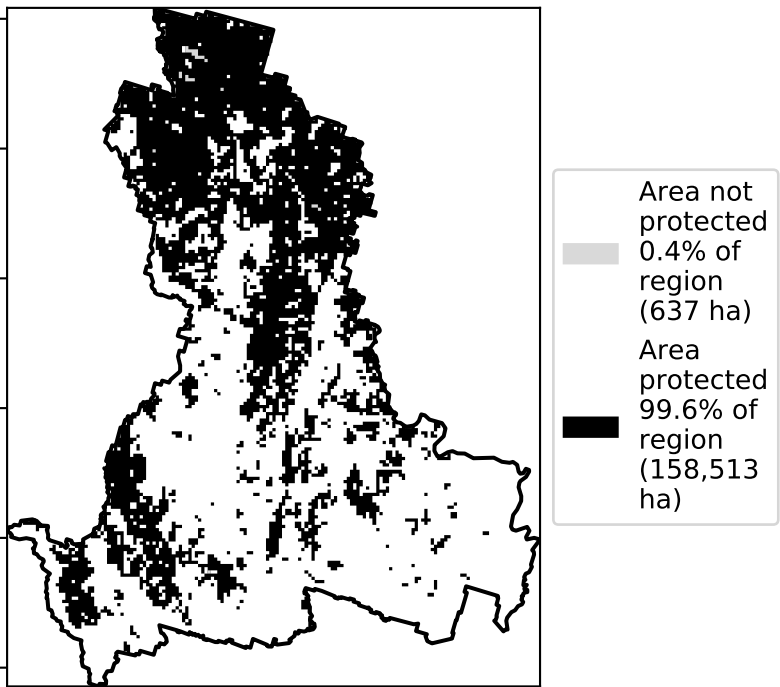 Area not
protected
0.4% of
region
(637 ha)
Area
protected
99.6% of
region
(158,513
ha)